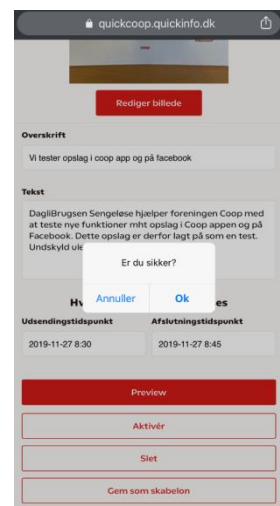 quickcoop.quickinfo.dk
Rediger billede
Overskrift
Vi tester opslag i coop app og på facebook
Tekst
DagliBrugsen Sengeløse hjælper foreningen Coop med
at teste nye funktioner mht opslag i Coop appen og på
Facebook. Dette opslag er derfor lagt på som en test.
Undskyld ule
Er du sikker?
Annuller Ok
Hv es
Udsendingstidspunkt Afslutningstidspunkt
2019-11-27 8:30 2019-11-27 8:45
Preview
Aktivér
Slet
Gem som skabelon